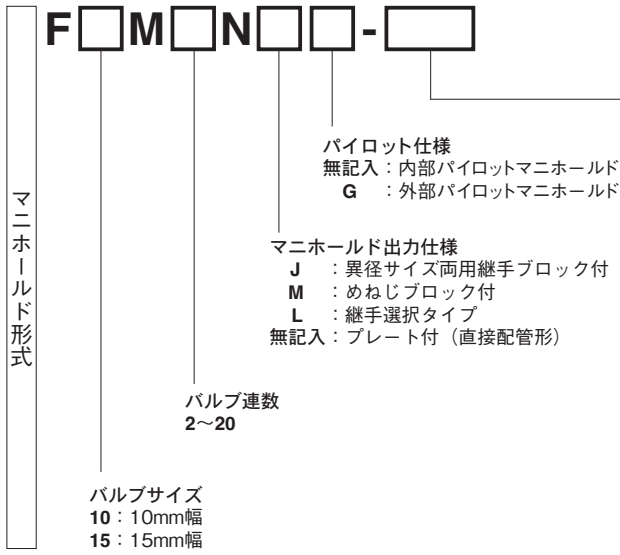 F□M□N□□-□
マニホールド形式
パイロット仕様
無記入：内部パイロットマニホールド
G ：外部パイロットマニホールド
マニホールド出力仕様
J ：異径サイズ両用継手ブロック付
M ：めねじブロック付
L ：継手選択タイプ
無記入：プレート付（直接配管形）
バルブ連数
2〜20
バルブサイズ
10：10mm幅
15：15mm幅